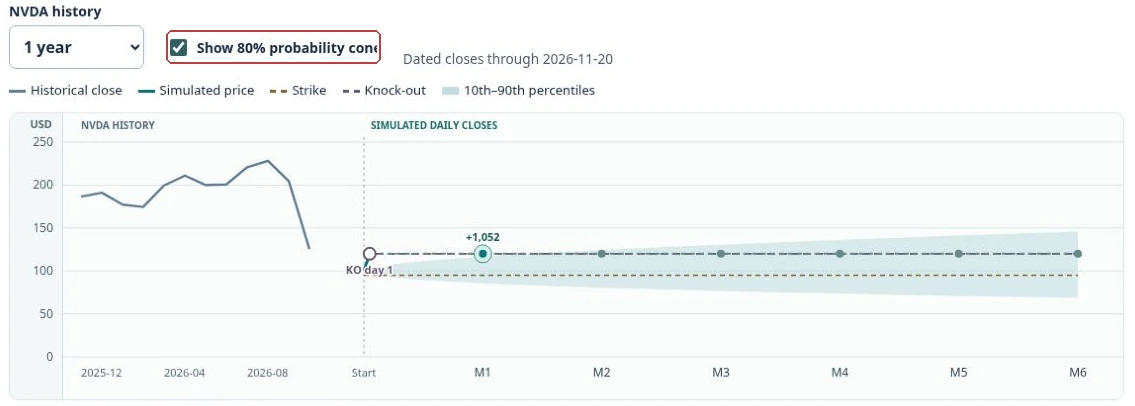 NVDA history
1 year
Show 80% probability cone
Dated closes through 2026-11-20
Historical close
Simulated price
Strike
Knock-out
10th–90th percentiles
USD
NVDA HISTORY
SIMULATED DAILY CLOSES
250
200
150
100
50
0
+1,052
KO day 1
2025-12
2026-04
2026-08
Start
M1
M2
M3
M4
M5
M6